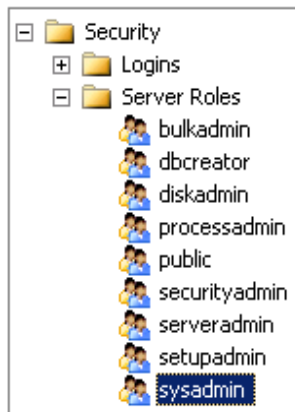 Security
Logins
Server Roles
bulkadmin
dbcreator
diskadmin
processadmin
public
securityadmin
serveradmin
setupadmin
sysadmin